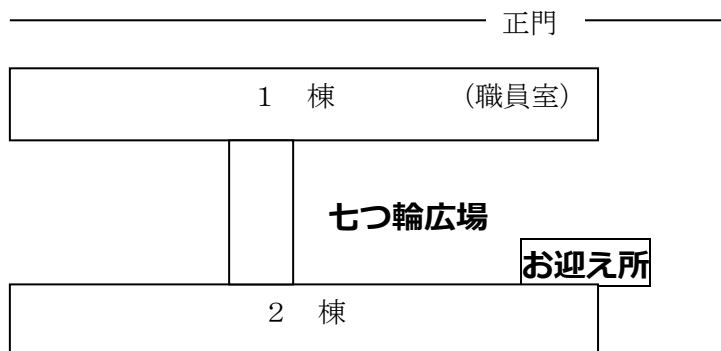 正門
１　棟　（職員室）
七つ輪広場
お迎え所
２　棟